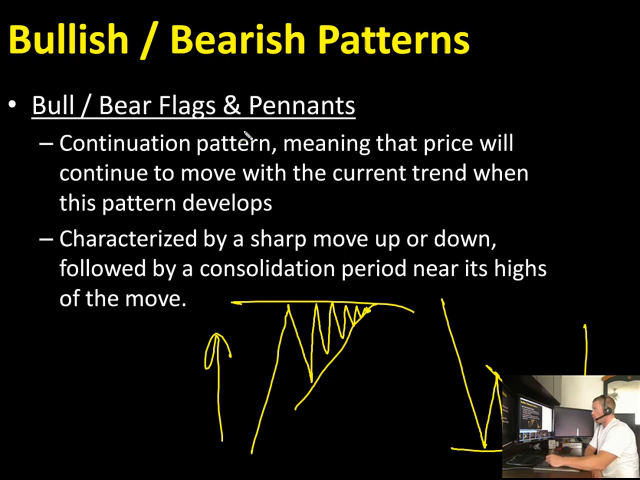 Bullish / Bearish Patterns
• Bull / Bear Flags & Pennants
– Continuation pattern, meaning that price will
continue to move with the current trend when
this pattern develops
– Characterized by a sharp move up or down,
followed by a consolidation period near its highs
of the move.